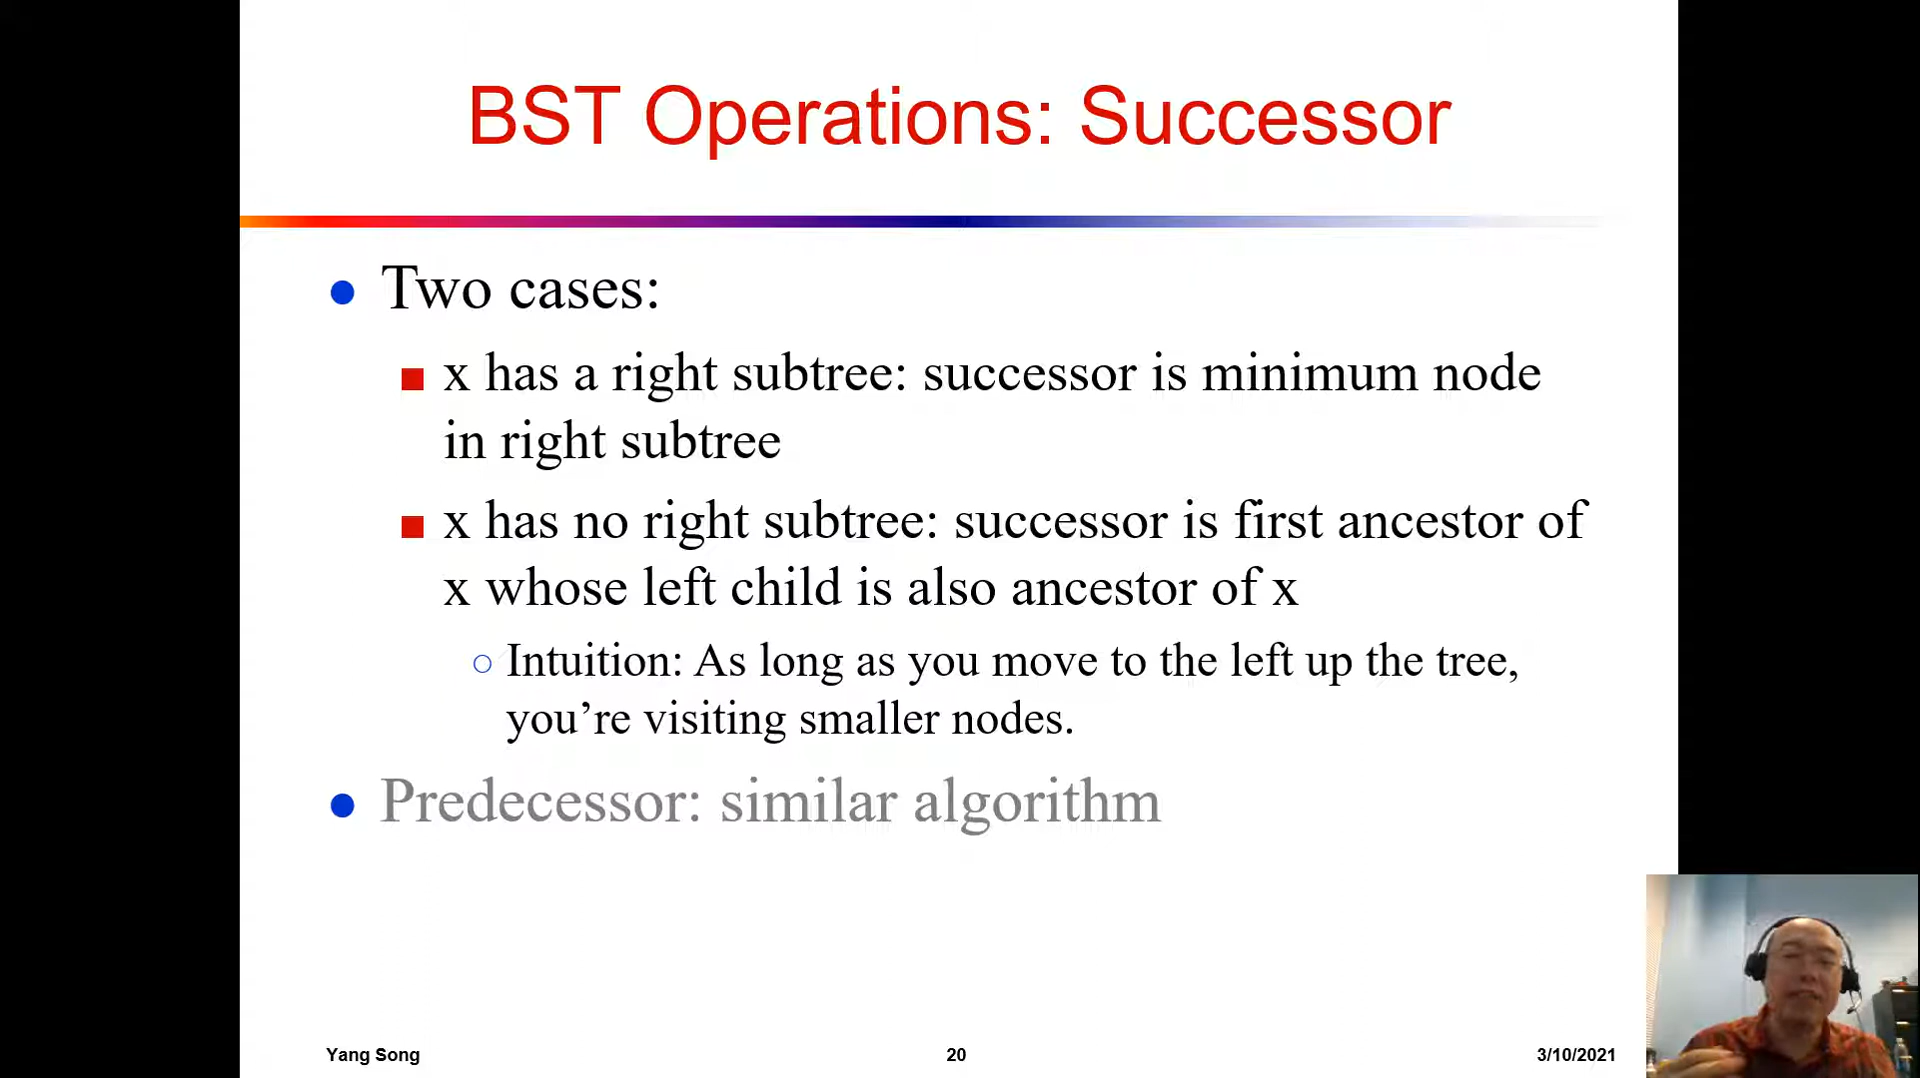 BST Operations: Successor
Two cases:
x has a right subtree: successor is minimum node
in right subtree
x has no right subtree: successor is first ancestor of
x whose left child is also ancestor of x
Intuition: As long as you move to the left up the tree,
you’re visiting smaller nodes.
Predecessor: similar algorithm
Yang Song
20
3/10/2021